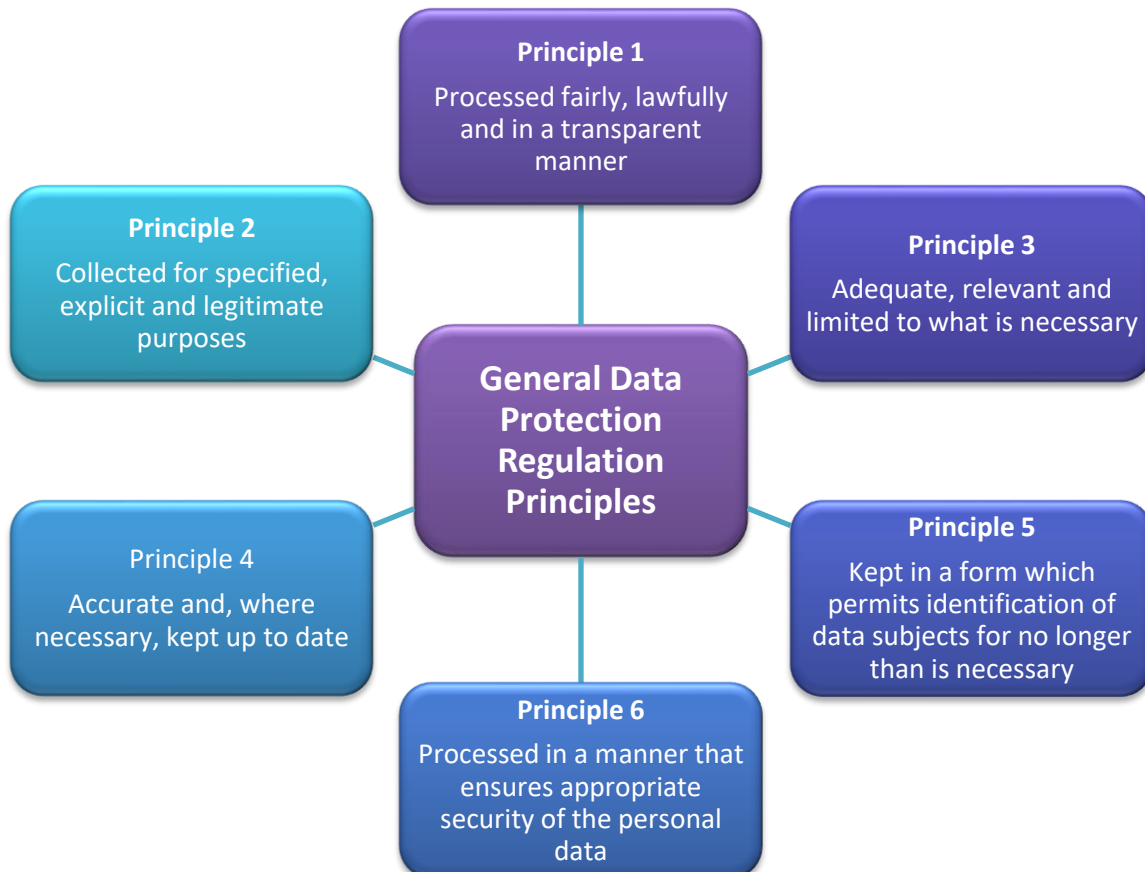 Principle 1
Processed fairly, lawfully
and in a transparent
manner
Principle 2
Collected for specified,
explicit and legitimate
purposes
Principle 3
Adequate, relevant and
limited to what is necessary
General Data
Protection
Regulation
Principles
Principle 4
Accurate and, where
necessary, kept up to date
Principle 5
Kept in a form which
permits identification of
data subjects for no longer
than is necessary
Principle 6
Processed in a manner that
ensures appropriate
security of the personal
data